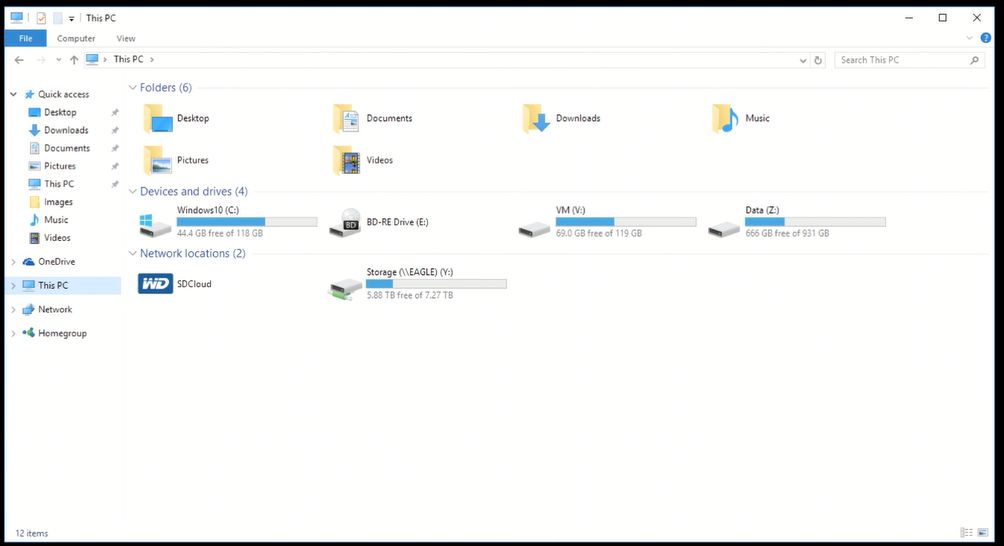 This PC
File Computer View
This PC
Search This PC
Quick access
Desktop
Downloads
Documents
Pictures
This PC
Images
Music
Videos
OneDrive
This PC
Network
Homegroup
Folders (6)
Desktop
Documents
Downloads
Music
Pictures
Videos
Devices and drives (4)
Windows10 (C:)
44.4 GB free of 118 GB
BD
BD-RE Drive (E:)
VM (V:)
69.0 GB free of 119 GB
Data (Z:)
666 GB free of 931 GB
Network locations (2)
WD
SDCloud
Storage (\\EAGLE) (Y:)
5.88 TB free of 7.27 TB
12 items